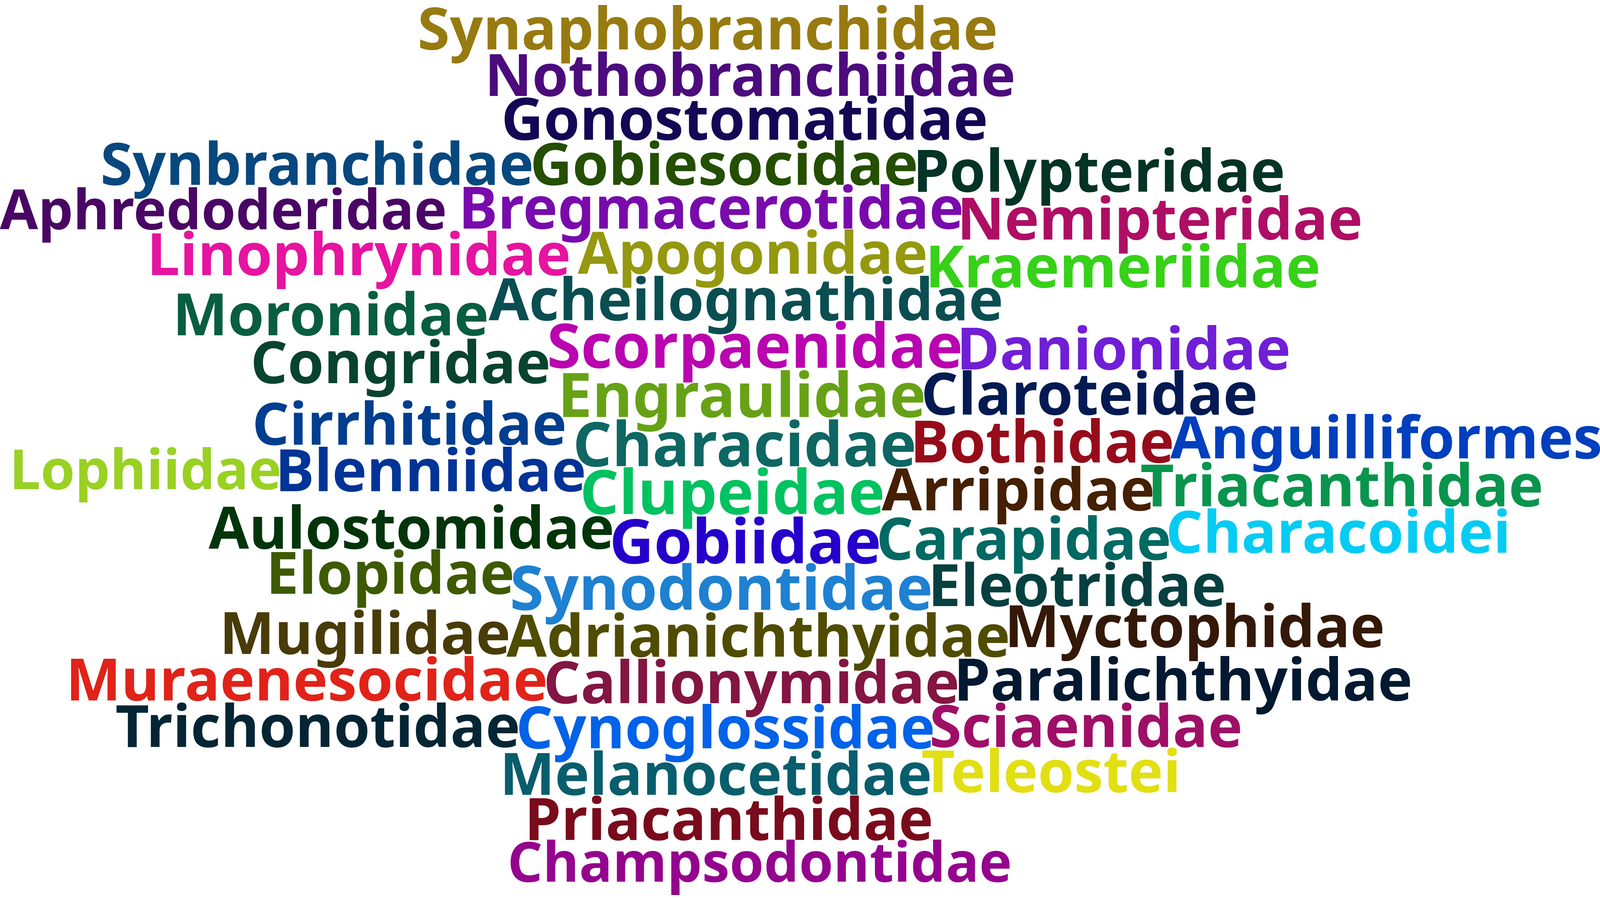 Synaphobranchidae
Nothobranchiidae
Gonostomatidae
Synbranchidae Gobiesocidae Polypteridae
Aphredoderidae Bregmacerotidae Nemipteridae
Linophrynidae Apogonidae Kraemeriidae
Moronidae Acheilognathidae
Congridae Scorpaenidae Danionidae
Engraulidae Claroteidae
Cirrhitidae Characidae Bothidae Anguilliformes
Lophiidae Blenniidae Clupeidae Arripidae Triacanthidae
Aulostomidae Gobiidae Carapidae Characoidei
Elopidae Synodontidae Eleotridae
Mugilidae Adrianichthyidae Myctophidae
Muraenesocidae Callionymidae Paralichthyidae
Trichonotidae Cynoglossidae Sciaenidae
Melanocetidae Teleostei
Priacanthidae
Champsodontidae